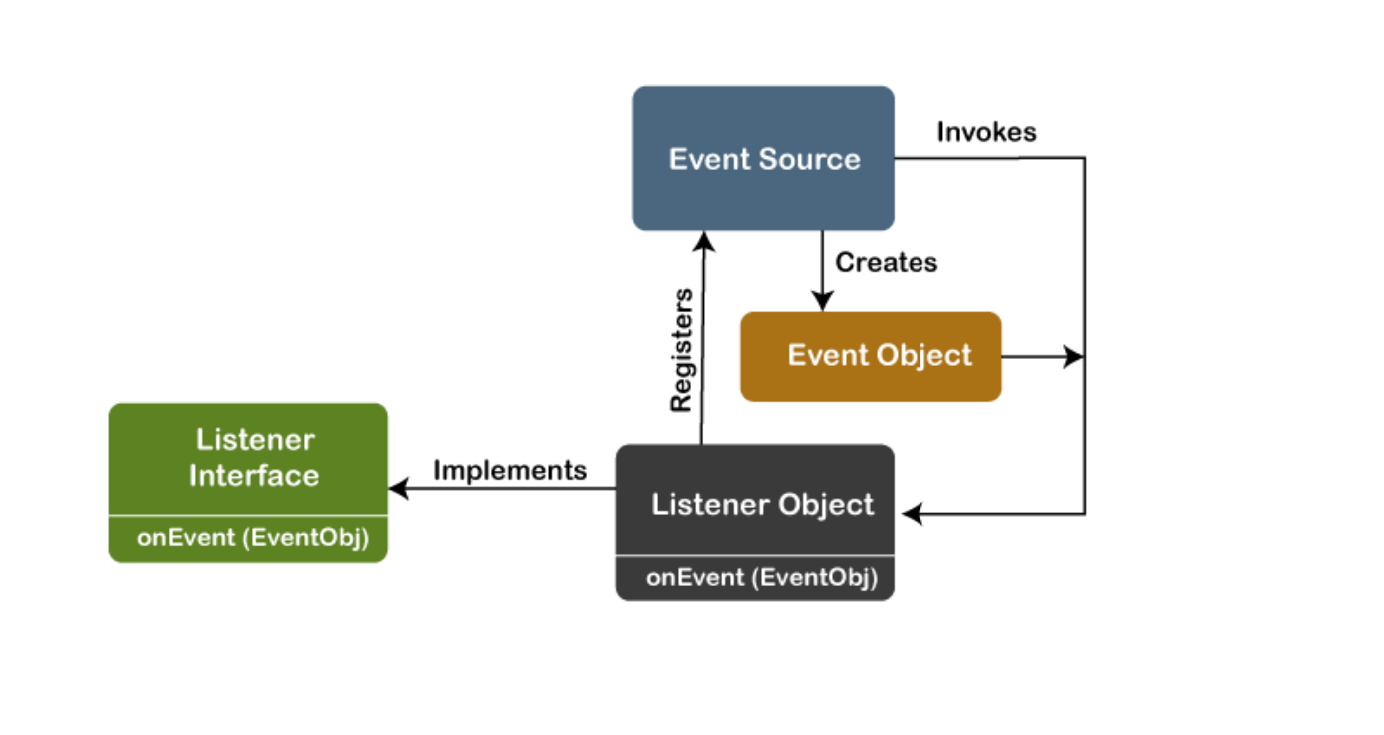 Invokes
Event Source
Creates
Registers
Event Object
Listener
Interface
onEvent (EventObj)
Implements
Listener Object
onEvent (EventObj)